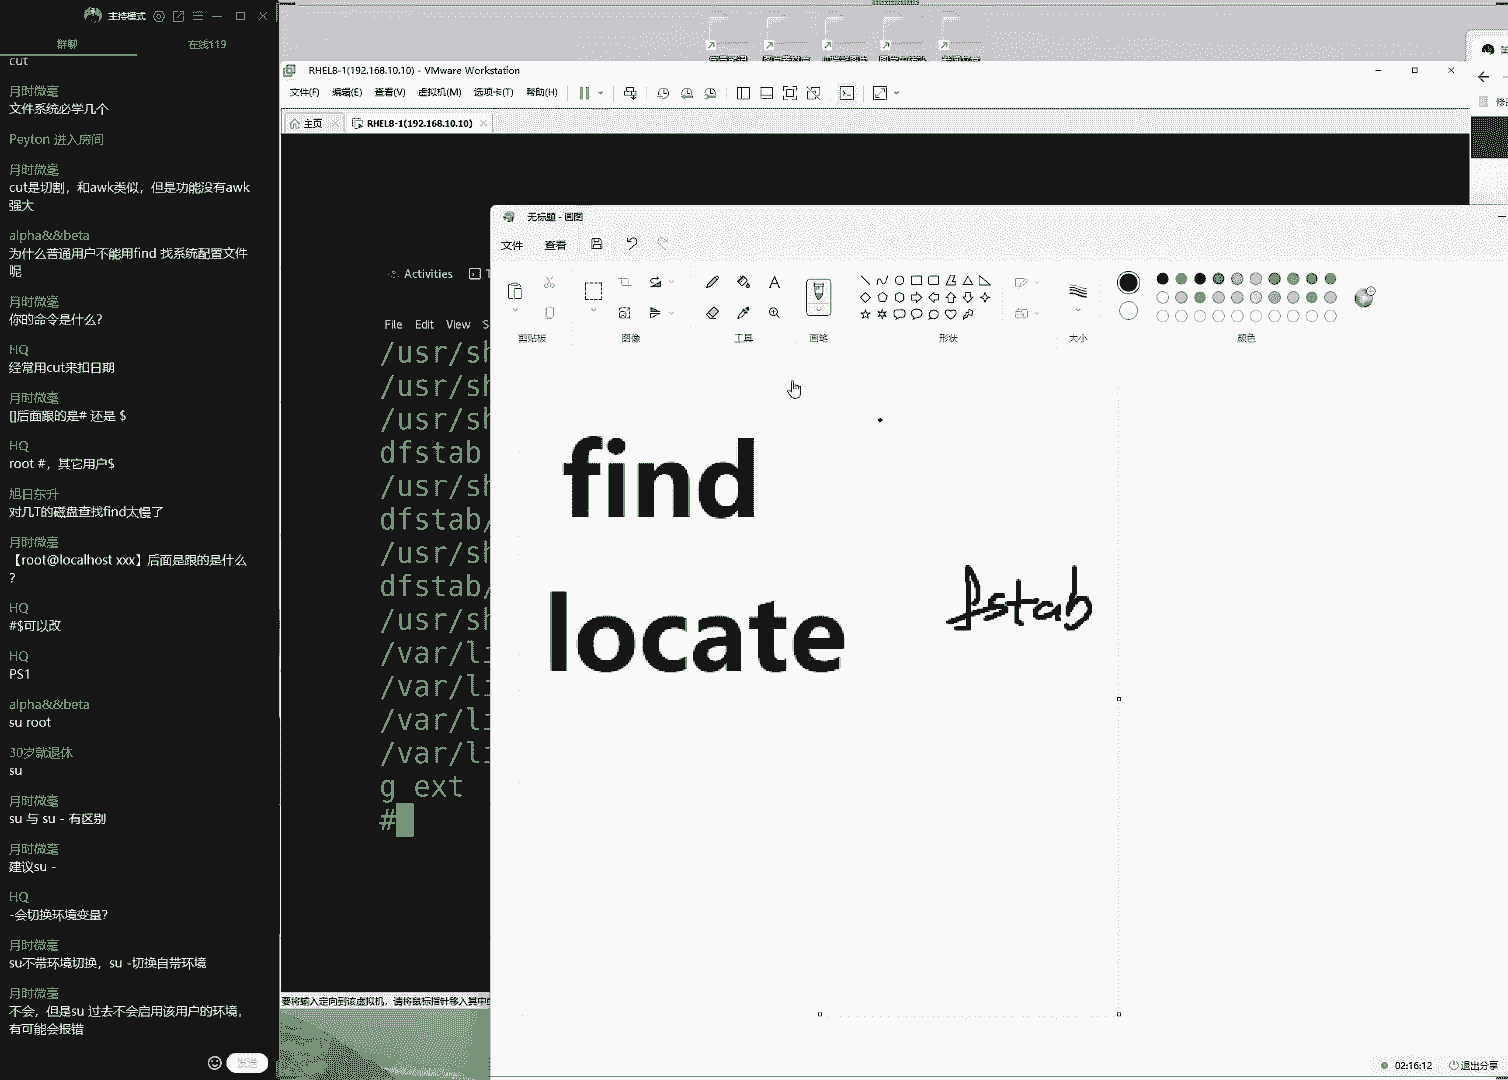 主持模式
群聊
在线119
cut
月时微毫
文件系统必学几个
Peyton 进入房间
月时微毫
cut是切割，和awk类似，但是功能没有awk
强大
alpha&&beta
为什么普通用户不能用find 找系统配置文件
呢
月时微毫
你的命令是什么？
HQ
经常用cut来扣日期
月时微毫
[]后面跟的是# 还是 $
HQ
root #，其它用户$
旭日东升
对几T的磁盘查找find太慢了
月时微毫
【root@localhost xxx】后面是跟的是什么
？
HQ
#$可以改
HQ
PS1
alpha&&beta
su root
30岁就退休
su
月时微毫
su 与 su - 有区别
月时微毫
建议su -
HQ
-会切换环境变量？
月时微毫
su不带环境切换，su -切换自带环境
月时微毫
不会，但是su 过去不会启用该用户的环境，
有可能会报错
发送
RHEL8-1(192.168.10.10) - VMware Workstation
文件(F) 编辑(E) 查看(V) 虚拟机(M) 选项卡(T) 帮助(H)
主页
RHEL8-1(192.168.10.10)
Activities
File Edit View S
/usr/sh
/usr/sh
/usr/sh
dfstab
/usr/sh
dfstab/
/usr/sh
dfstab/
/usr/sh
/var/li
/var/li
/var/li
/var/li
g ext
#
无标题 - 画图
文件 查看
剪贴板 图像 工具 画笔 形状 大小 颜色
find
locate
fstab
要将输入定向到该虚拟机，请将鼠标指针移入其中
02:16:12
退出分享